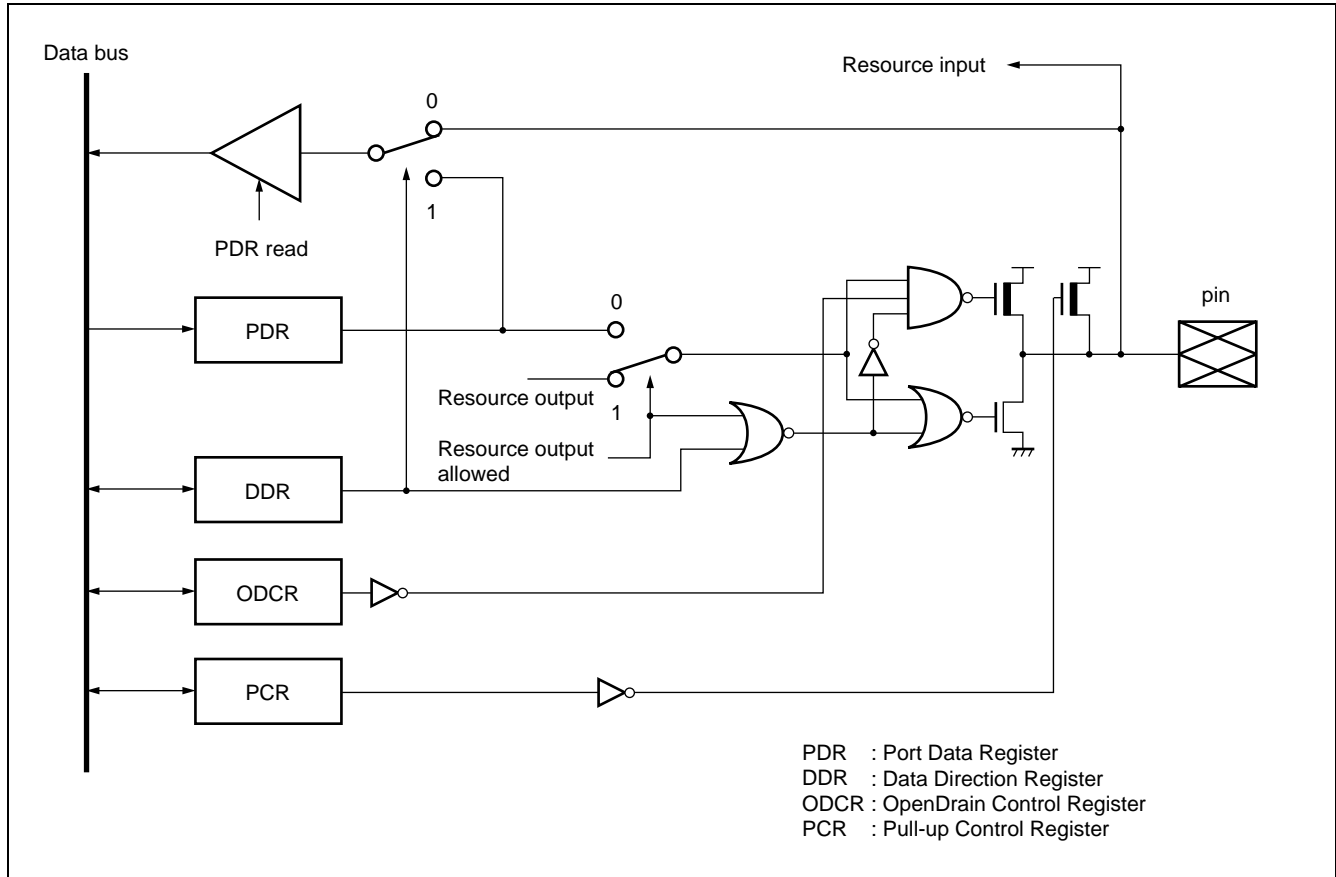 Data bus
Resource input
0
1
PDR read
pin
0
PDR
Resource output
1
Resource output
allowed
DDR
ODCR
PCR
PDR : Port Data Register
DDR : Data Direction Register
ODCR : OpenDrain Control Register
PCR : Pull-up Control Register